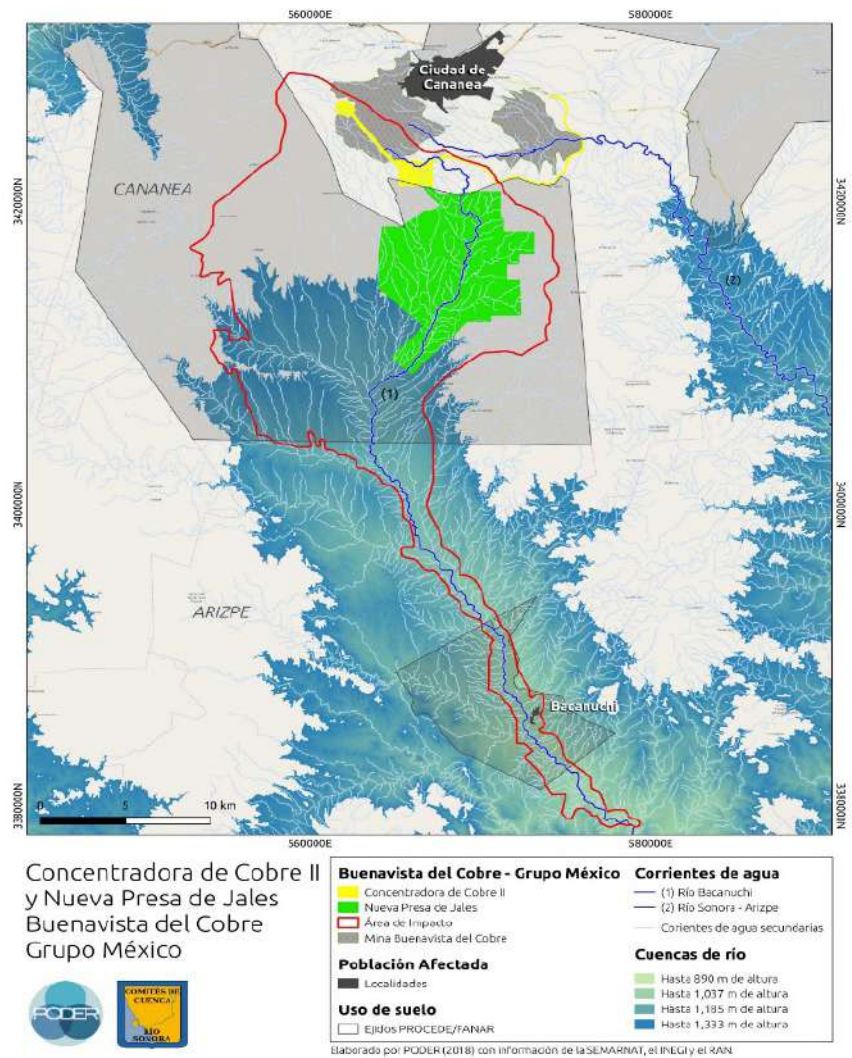 560000E
580000E
Ciudad de
Cananea
CANANEA
3420000N
3420000N
(2)
(1)
3400000N
3400000N
ARIZPE
Bacanuchi
3380000N
3380000N
0 5 10 km
560000E
580000E
Concentradora de Cobre II
y Nueva Presa de Jales
Buenavista del Cobre
Grupo México
PODER
COMITÉS DE
CUENCA
RÍO
SONORA
Buenavista del Cobre - Grupo México
Concentradora de Cobre II
Nueva Presa de Jales
Área de Impacto
Mina Buenavista del Cobre
Población Afectada
Localidades
Uso de suelo
Ejidos PROCEDE/FANAR
Corrientes de agua
(1) Río Bacanuchi
(2) Río Sonora - Arizpe
Corientes de agua secundarias
Cuencas de río
Hasta 890 m de altura
Hasta 1,037 m de altura
Hasta 1,185 m de altura
Hasta 1,333 m de altura
Elaborado por PODER (2018) con información de la SEMARNAT, el INEGI y el RAN